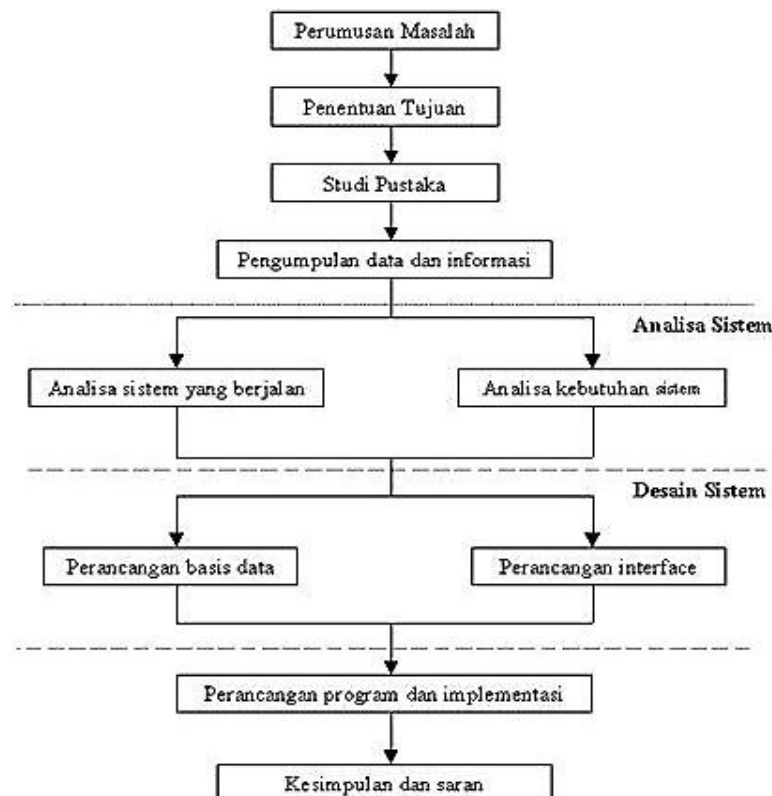 Perumusan Masalah
Penentuan Tujuan
Studi Pustaka
Pengumpulan data dan informasi
Analisa Sistem
Analisa sistem yang berjalan
Analisa kebutuhan sistem
Desain Sistem
Perancangan basis data
Perancangan interface
Perancangan program dan implementasi
Kesimpulan dan saran